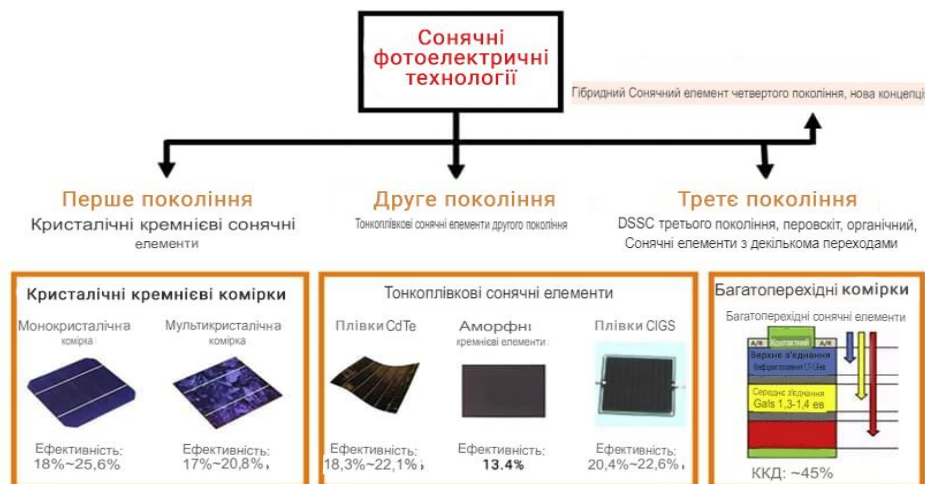 Сонячні
фотоелектричні
технології
Гібридний Сонячний елемент четвертого покоління, нова концепція
Перше покоління
Кристалічні кремнієві сонячні
елементи
Друге покоління
Тонкоплівкові сонячні елементи другого покоління
Третє покоління
DSSC третього покоління, перовскіт, органічний,
Сонячні елементи з декількома переходами
Кристалічні кремнієві комірки
Монокристалічна
комірка
Мультикристалічна
комірка
Ефективність:
18%~25,6%
Ефективність:
17%~20,8%
Тонкоплівкові сонячні елементи
Плівки CdTe
Аморфні
кремнієві елементи
Плівки CIGS
Ефективність:
18,3%~22,1%
Ефективність:
13.4%
Ефективність:
20,4%~22,6%
Багатоперехідні комірки
Багатоперехідні сонячні елементи
A/R
Контактний
A/R
Верхнє з'єднання
Середнє з'єднання
GaIs 1,3-1,4 ев
ККД: ~45%